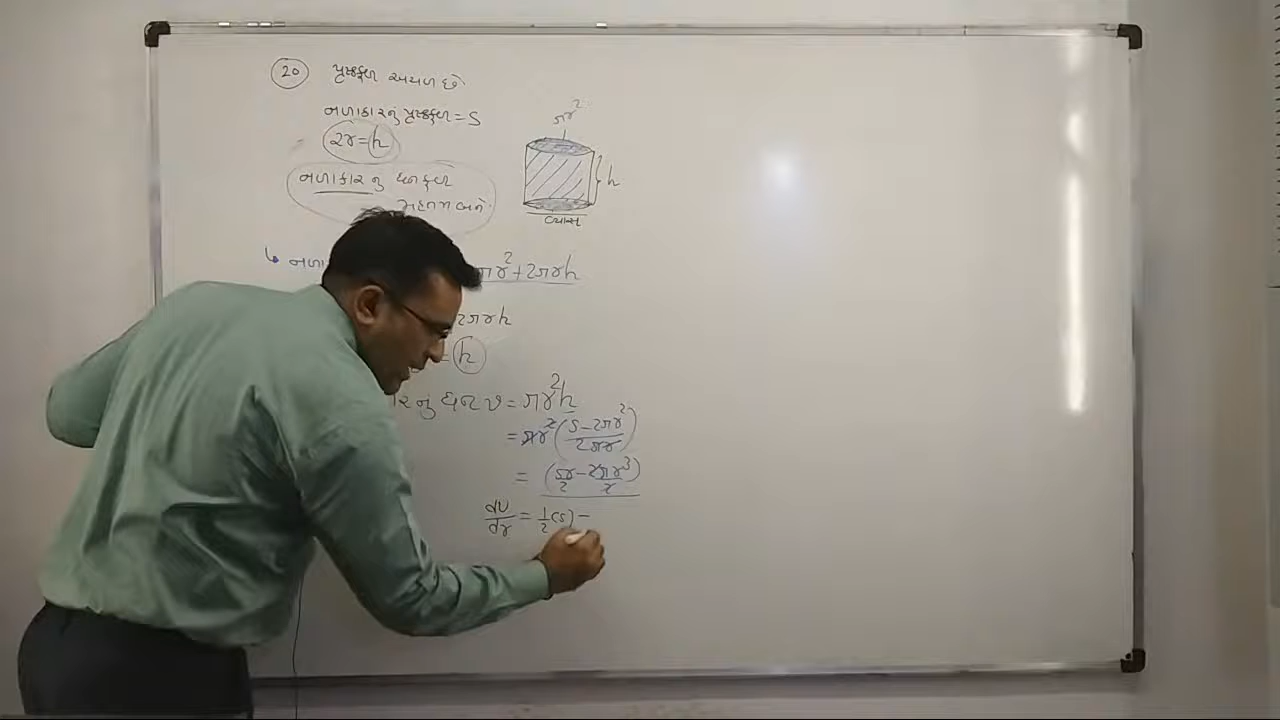 20 પૃષ્ઠફળ અચળ છે.
નળાકારનું પૃષ્ઠફળ = S
2r = h
નળાકારનું ઘનફળ
મહત્તમ બને
πr²
h
વ્યાસ
πr² + 2πrh
2πrh
= h
નું ઘનફળ v = πr²h
= πr² (S - 2πr² / 2πr)
= (Sr/2 - 2πr³/2)
dv/dr = 1/2 (S) -